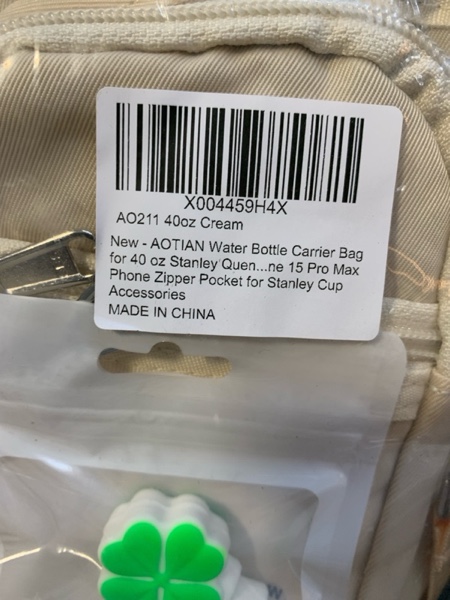 X004459H4X
AO211 40oz Cream
New - AOTIAN Water Bottle Carrier Bag
for 40 oz Stanley Quen...ne 15 Pro Max
Phone Zipper Pocket for Stanley Cup
Accessories
MADE IN CHINA
W